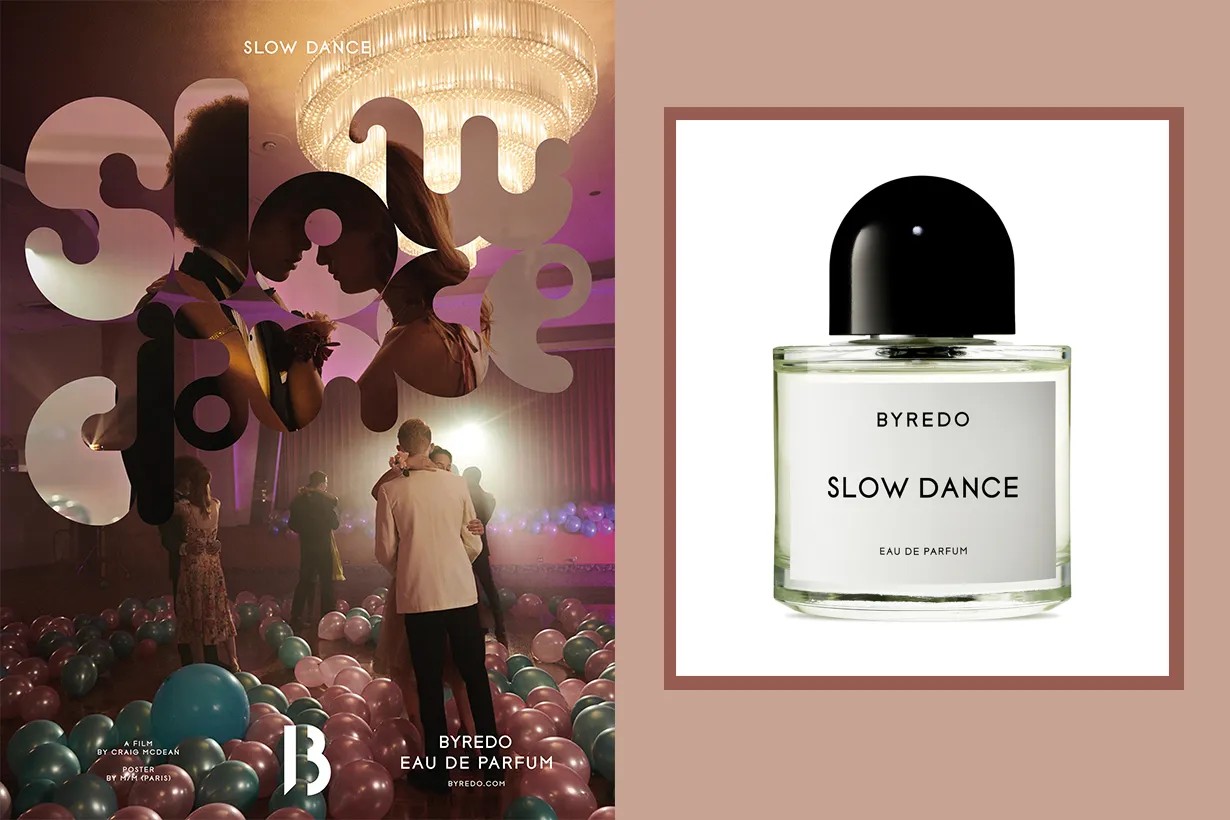 SLOW DANCE
Slow
dance
A FILM
BY CRAIG MCDEAN
POSTER
BY M/M (PARIS)
B
BYREDO
EAU DE PARFUM
BYREDO.COM
BYREDO
SLOW DANCE
EAU DE PARFUM